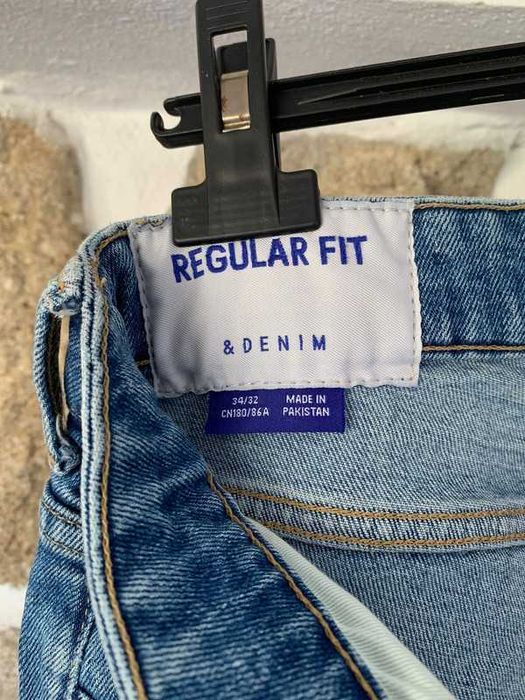 REGULAR FIT
& DENIM
34/32 MADE IN
CN180/86A PAKISTAN